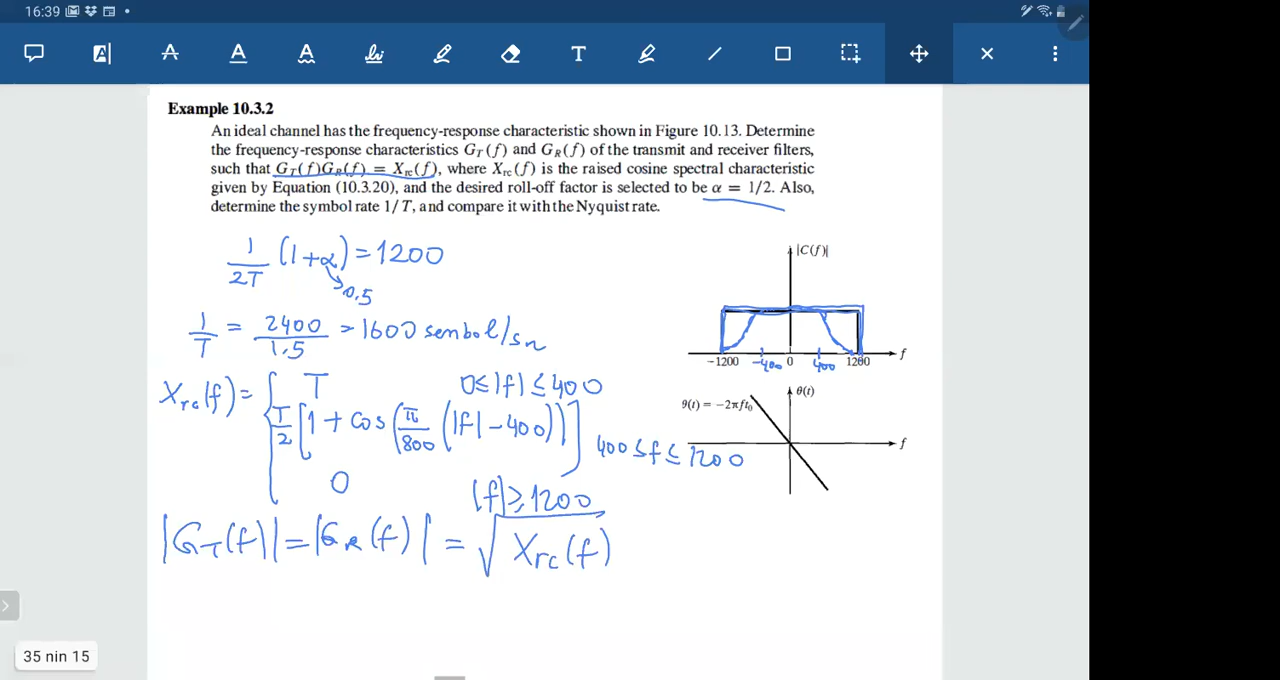 16:39
Example 10.3.2
An ideal channel has the frequency-response characteristic shown in Figure 10.13. Determine
the frequency-response characteristics G_T(f) and G_R(f) of the transmit and receiver filters,
such that G_T(f)G_R(f) = X_rc(f), where X_rc(f) is the raised cosine spectral characteristic
given by Equation (10.3.20), and the desired roll-off factor is selected to be α = 1/2. Also,
determine the symbol rate 1/T, and compare it with the Nyquist rate.
1/2T (1+α) = 1200
0.5
1/T = 2400/1.5 = 1600 sembol/sn
X_rc(f) = { T 0 ≤ |f| ≤ 400
T/2 [1 + cos(π/800 (|f| - 400))] 400 ≤ f ≤ 1200
0 |f| ≥ 1200
|G_T(f)| = |G_R(f)| = √X_rc(f)
|C(f)|
-1200 -400 0 400 1200 f
θ(t)
θ(t) = −2πft₀
f
35 nin 15